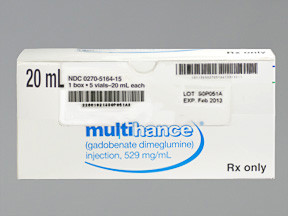 20 mL
NDC 0270-5164-15
1 box • 5 vials-20 mL each
LOT S0P051A
EXP. Feb 2013
multihance®
(gadobenate dimeglumine)
injection, 529 mg/mL
Rx only